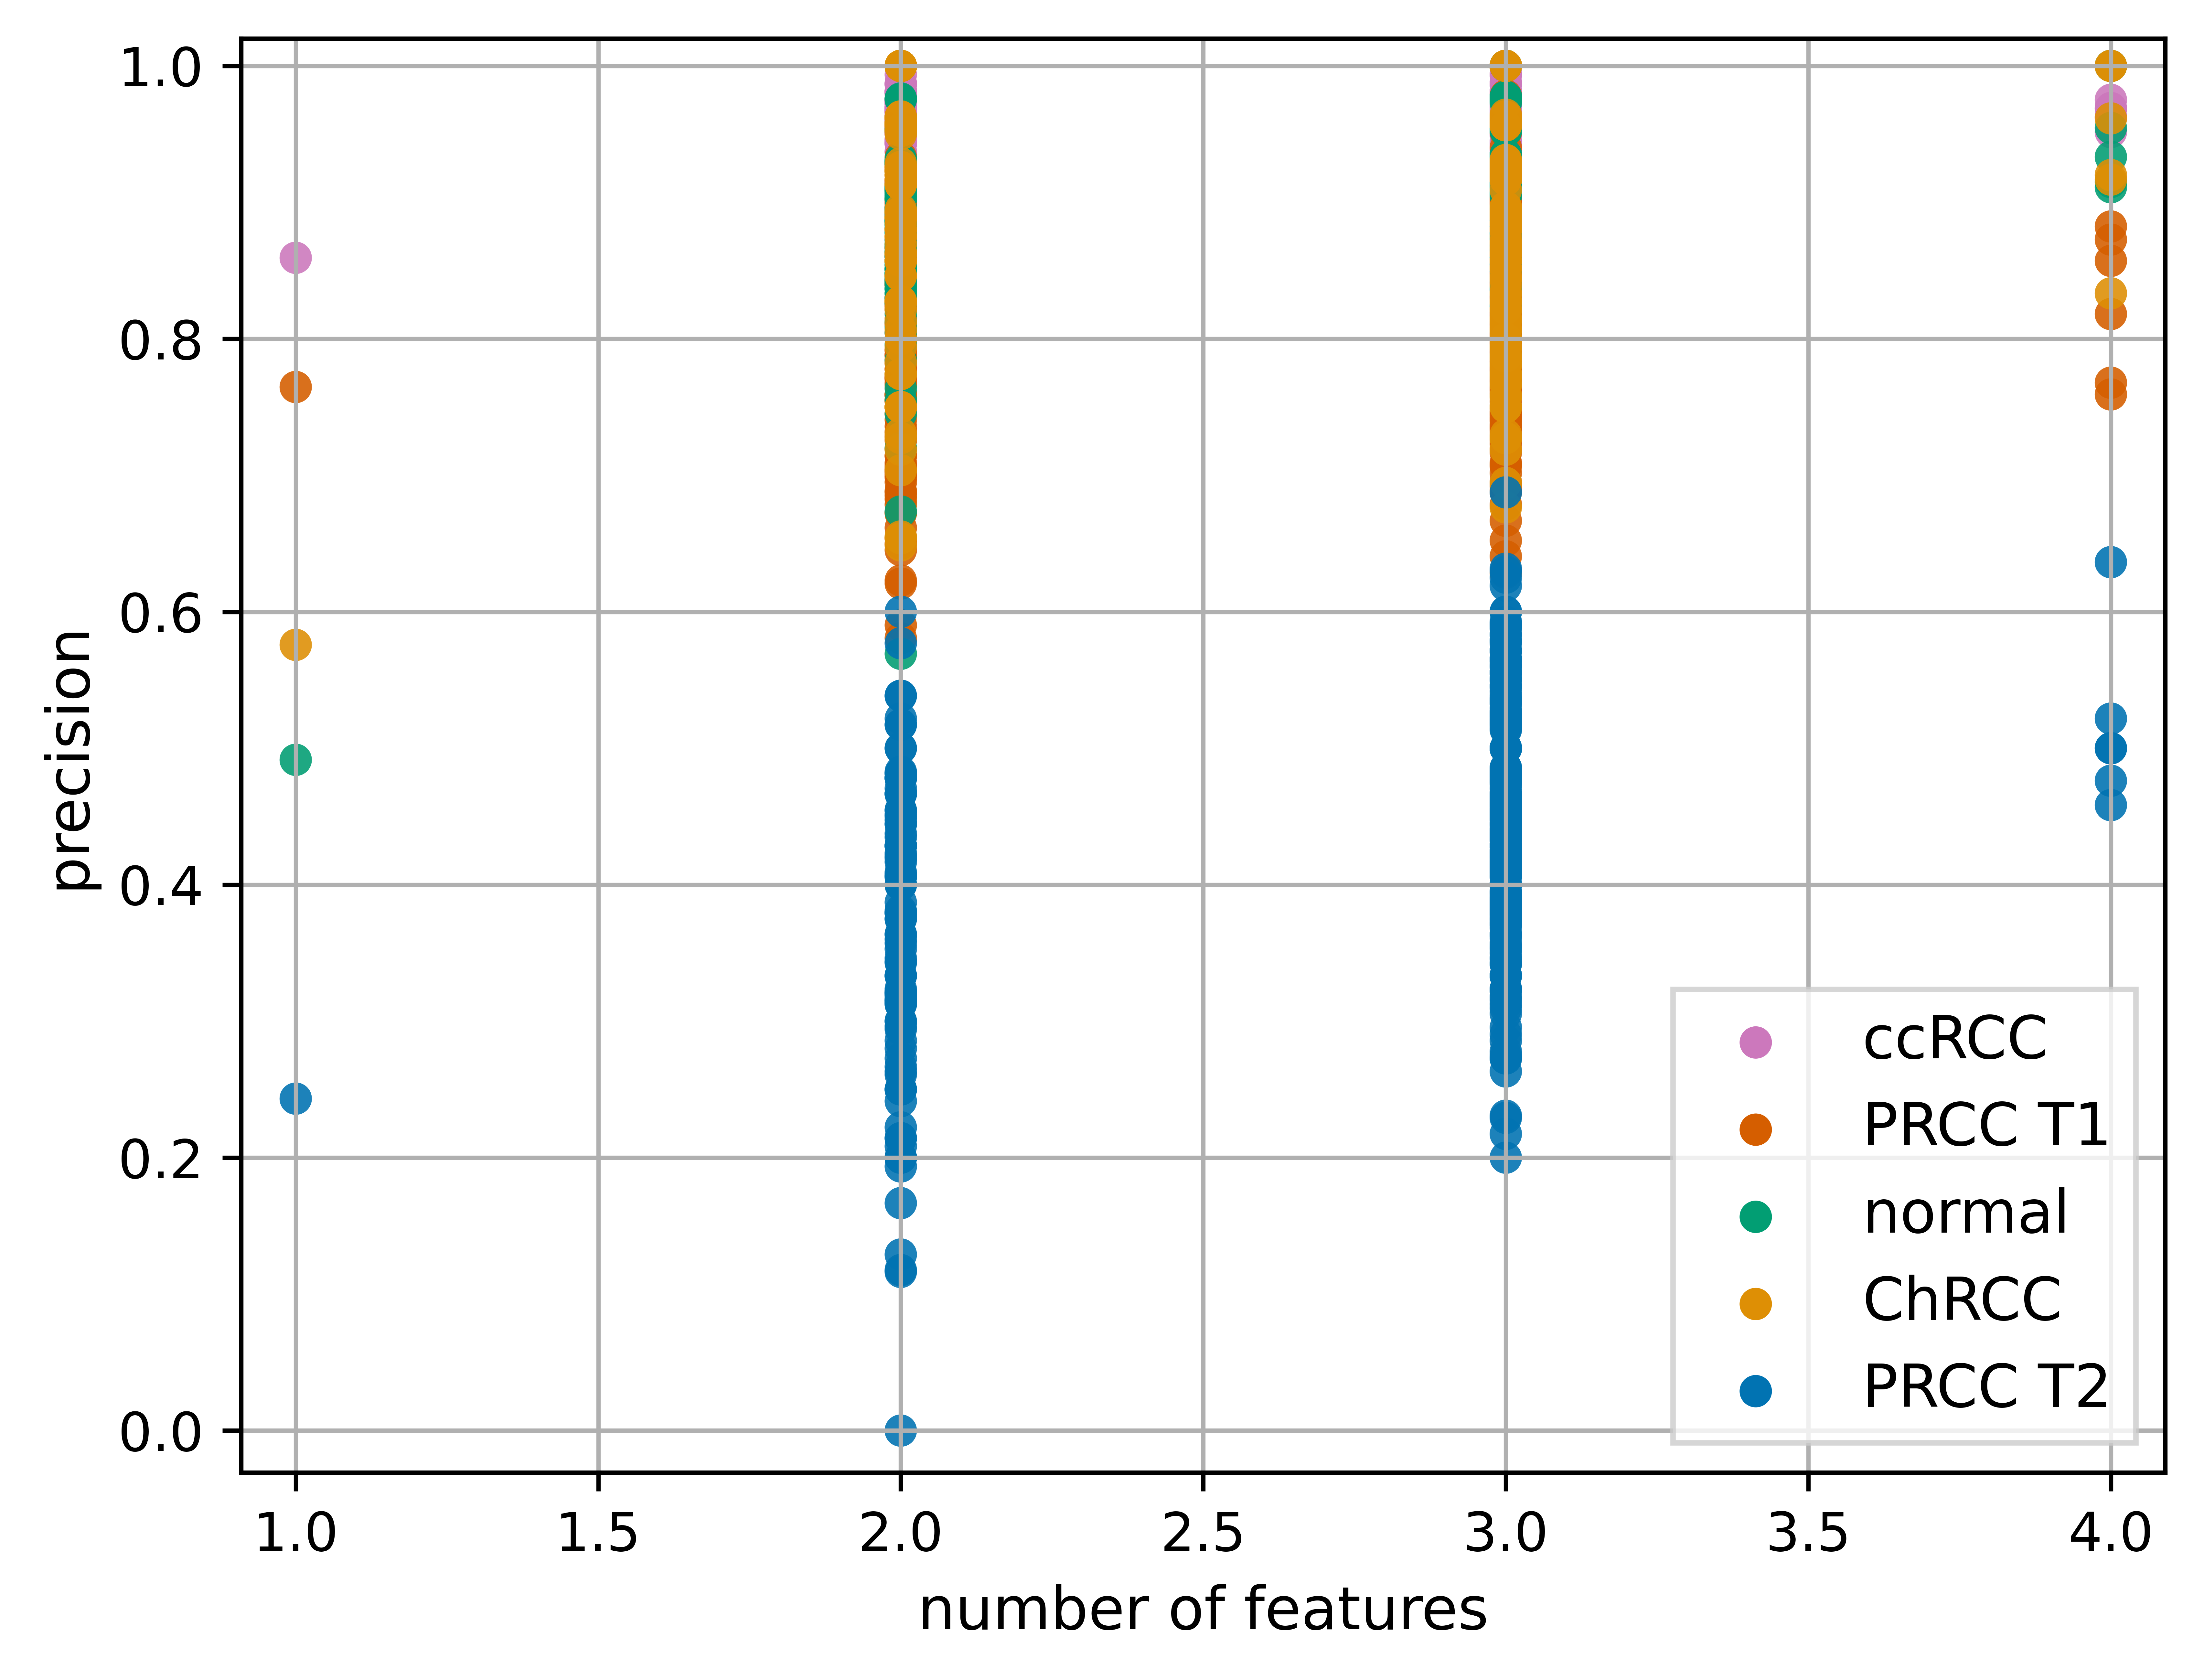 1.0
0.8
0.6
0.4
0.2
0.0
precision
1.0 1.5 2.0 2.5 3.0 3.5 4.0
number of features
ccRCC
PRCC T1
normal
ChRCC
PRCC T2